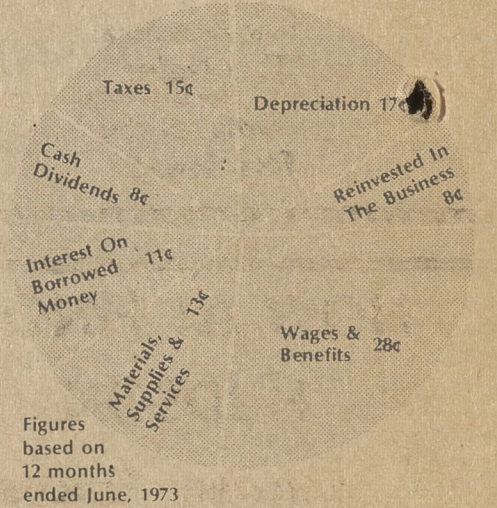 Taxes 15¢
Depreciation 17¢
Cash
Dividends 8¢
Reinvested In
The Business
8¢
Interest On
Borrowed 11¢
Money
Materials,
Supplies & 13¢
Services
Wages &
Benefits 28¢
Figures
based on
12 months
ended June, 1973